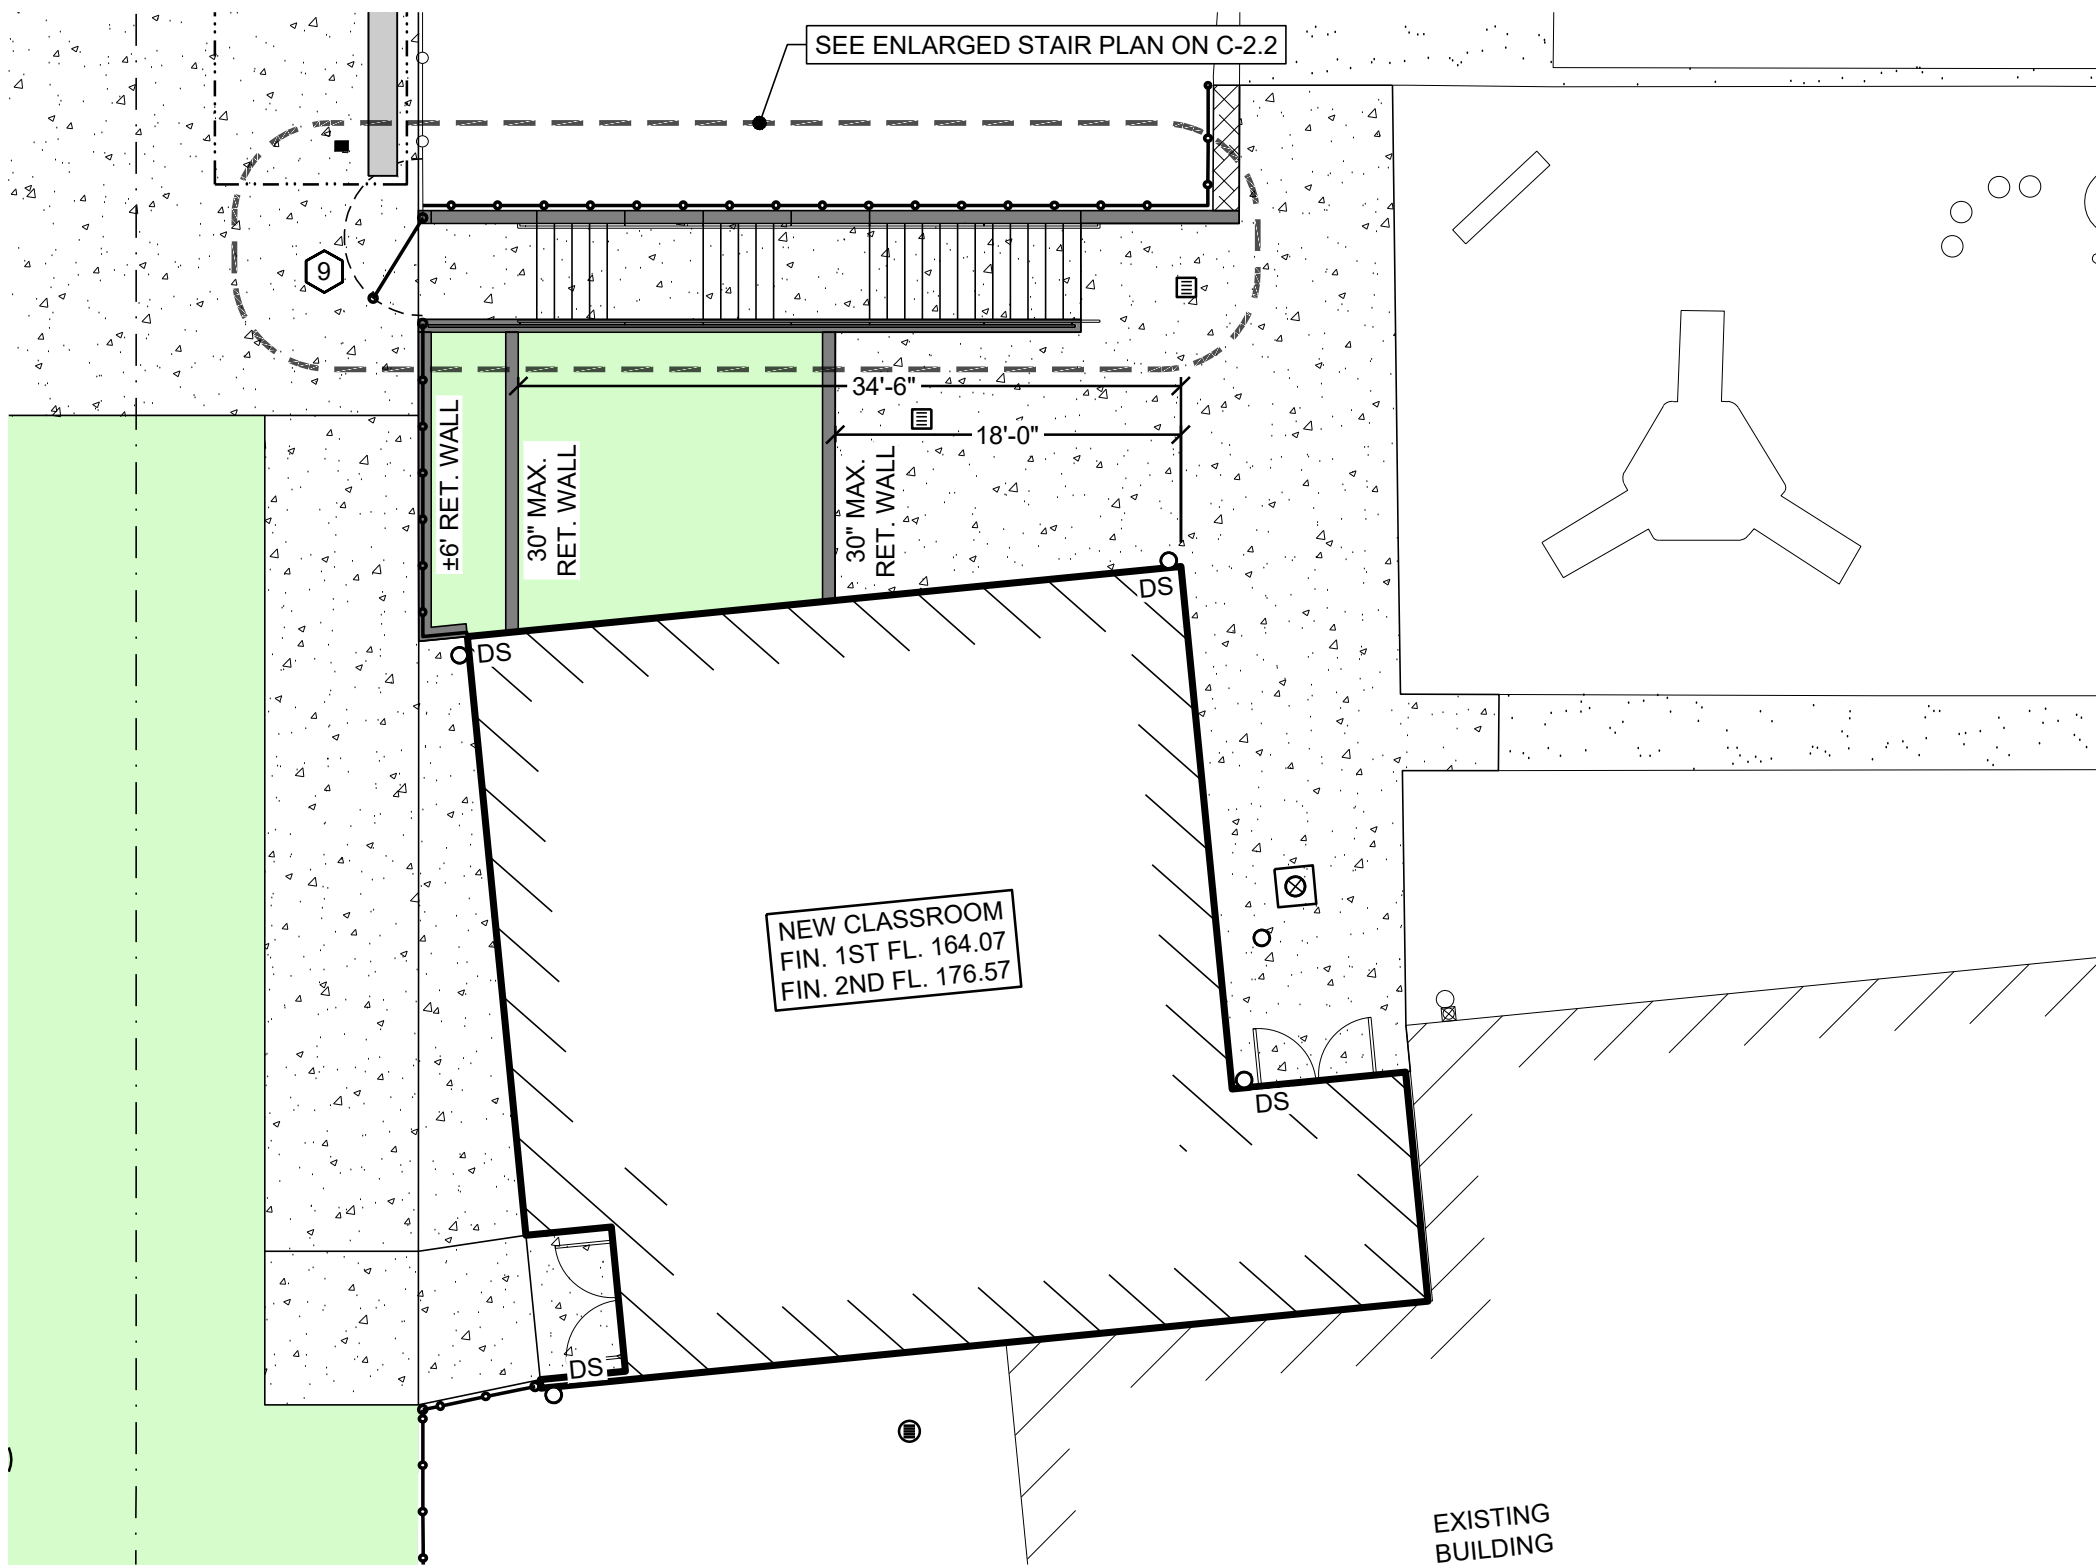 SEE ENLARGED STAIR PLAN ON C-2.2
9
34'-6"
18'-0"
±6' RET. WALL
30" MAX.
RET. WALL
30" MAX.
RET. WALL
DS
DS
NEW CLASSROOM
FIN. 1ST FL. 164.07
FIN. 2ND FL. 176.57
DS
DS
)
EXISTING
BUILDING